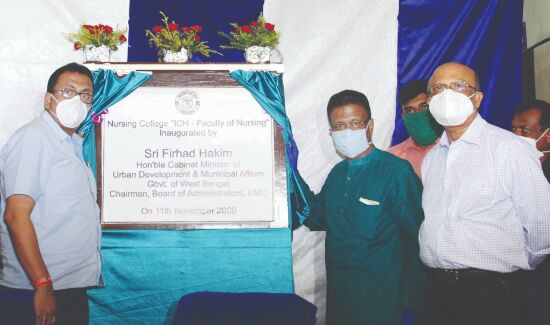 Nursing College "ICH - Faculty of Nursing"
Inaugurated by
Sri Firhad Hakim
Hon'ble Cabinet Minister of
Urban Development & Municipal Affairs
Govt. of West Bengal
Chairman, Board of Administrators, KMC
On 11th November 2020